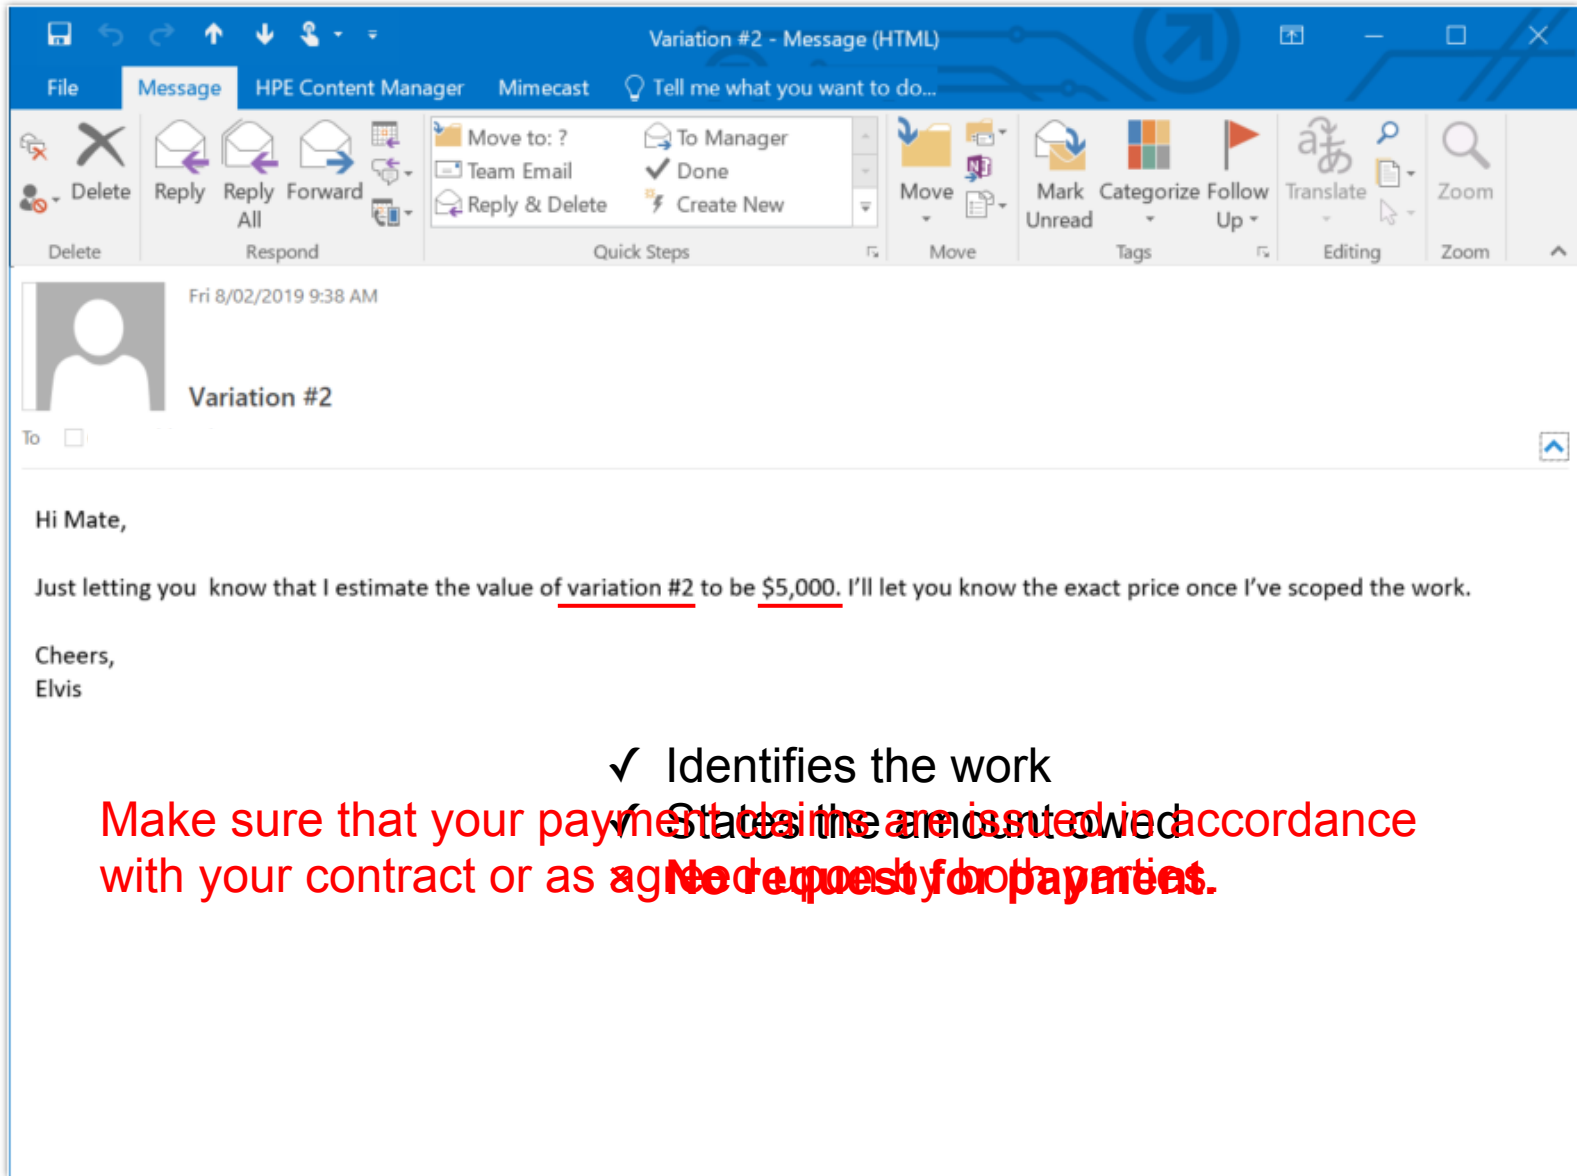 Variation #2 - Message (HTML)
File Message HPE Content Manager Mimecast Tell me what you want to do...
Delete
Reply
Reply All
Forward
Move to: ?
Team Email
Reply & Delete
To Manager
Done
Create New
Move
Mark Unread
Categorize
Follow Up
Translate
Zoom
Delete Respond Quick Steps Move Tags Editing Zoom
Fri 8/02/2019 9:38 AM
Variation #2
To
Hi Mate,
Just letting you know that I estimate the value of variation #2 to be $5,000. I'll let you know the exact price once I've scoped the work.
Cheers,
Elvis
✓ Identifies the work
✓ States the amount owed
× No request for payment.
Make sure that your payment claims are issued in accordance
with your contract or as agreed upon by both parties.